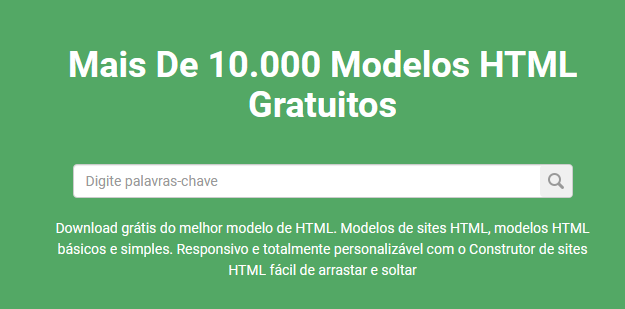 Mais De 10.000 Modelos HTML
Gratuitos
Digite palavras-chave
Download grátis do melhor modelo de HTML. Modelos de sites HTML, modelos HTML
básicos e simples. Responsivo e totalmente personalizável com o Construtor de sites
HTML fácil de arrastar e soltar